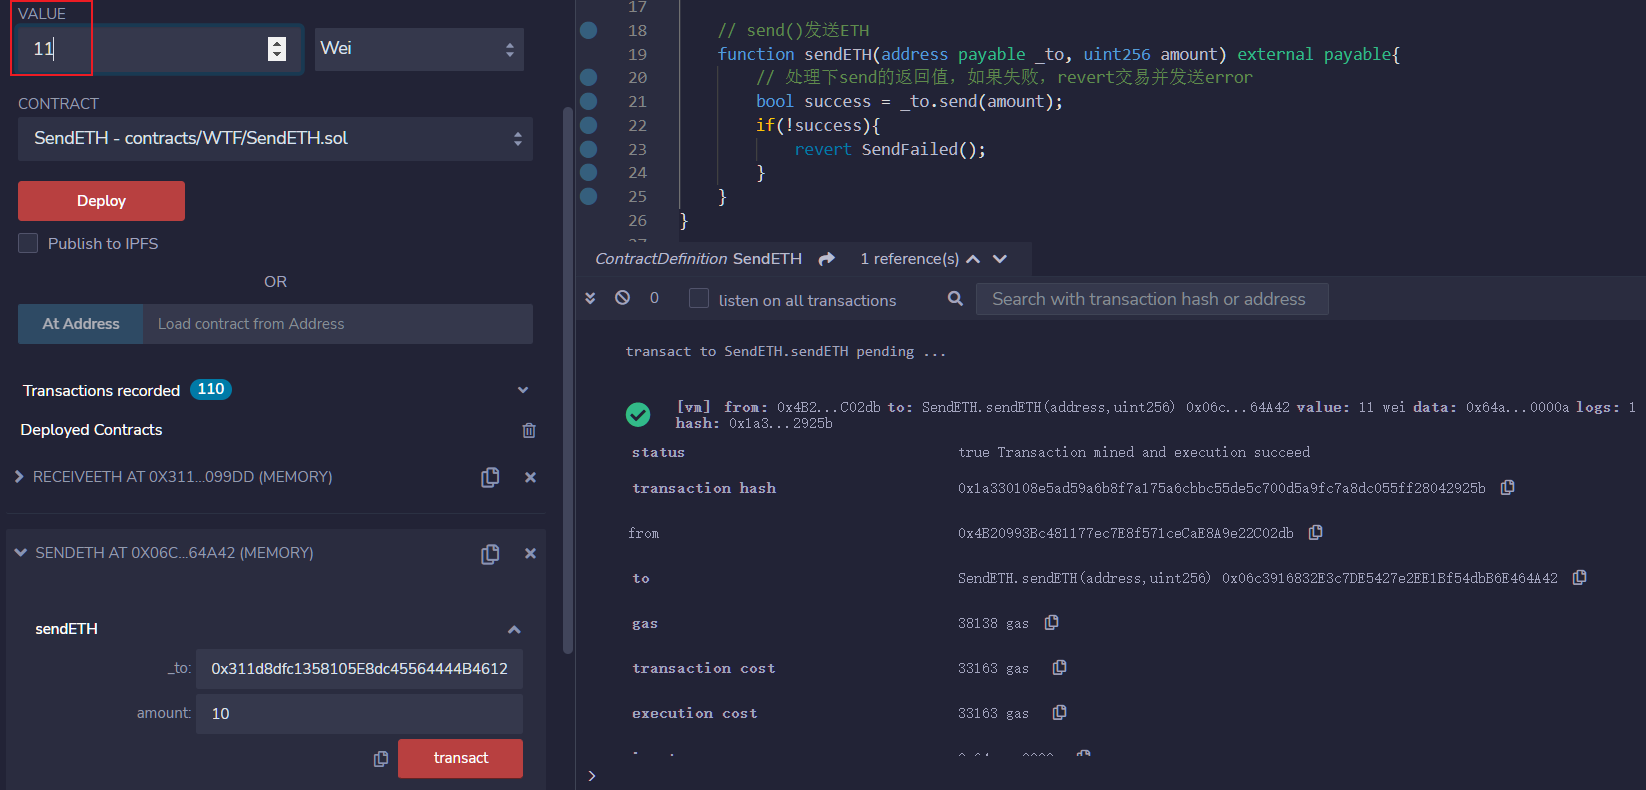 VALUE
11
Wei
CONTRACT
SendETH - contracts/WTF/SendETH.sol
Deploy
Publish to IPFS
OR
At Address
Load contract from Address
Transactions recorded 110
Deployed Contracts
RECEIVEETH AT 0X311...099DD (MEMORY)
SENDETH AT 0X06C...64A42 (MEMORY)
sendETH
_to: 0x311d8dfc1358105E8dc45564444B4612
amount: 10
transact
17
18 // send()发送ETH
19 function sendETH(address payable _to, uint256 amount) external payable{
20 // 处理下send的返回值，如果失败，revert交易并发送error
21 bool success = _to.send(amount);
22 if(!success){
23 revert SendFailed();
24 }
25 }
26 }
ContractDefinition SendETH 1 reference(s)
0 listen on all transactions
Search with transaction hash or address
transact to SendETH.sendETH pending ...
[vm] from: 0x4B2...C02db to: SendETH.sendETH(address,uint256) 0x06c...64A42 value: 11 wei data: 0x64a...0000a logs: 1
hash: 0x1a3...2925b
status true Transaction mined and execution succeed
transaction hash 0x1a330108e5ad59a6b8f7a175a6cbbc55de5c700d5a9fc7a8dc055ff28042925b
from 0x4B20993Bc481177ec7E8f571ceCaE8A9e22C02db
to SendETH.sendETH(address,uint256) 0x06c3916832E3c7DE5427e2EE1Bf54dbB6E464A42
gas 38138 gas
transaction cost 33163 gas
execution cost 33163 gas
>